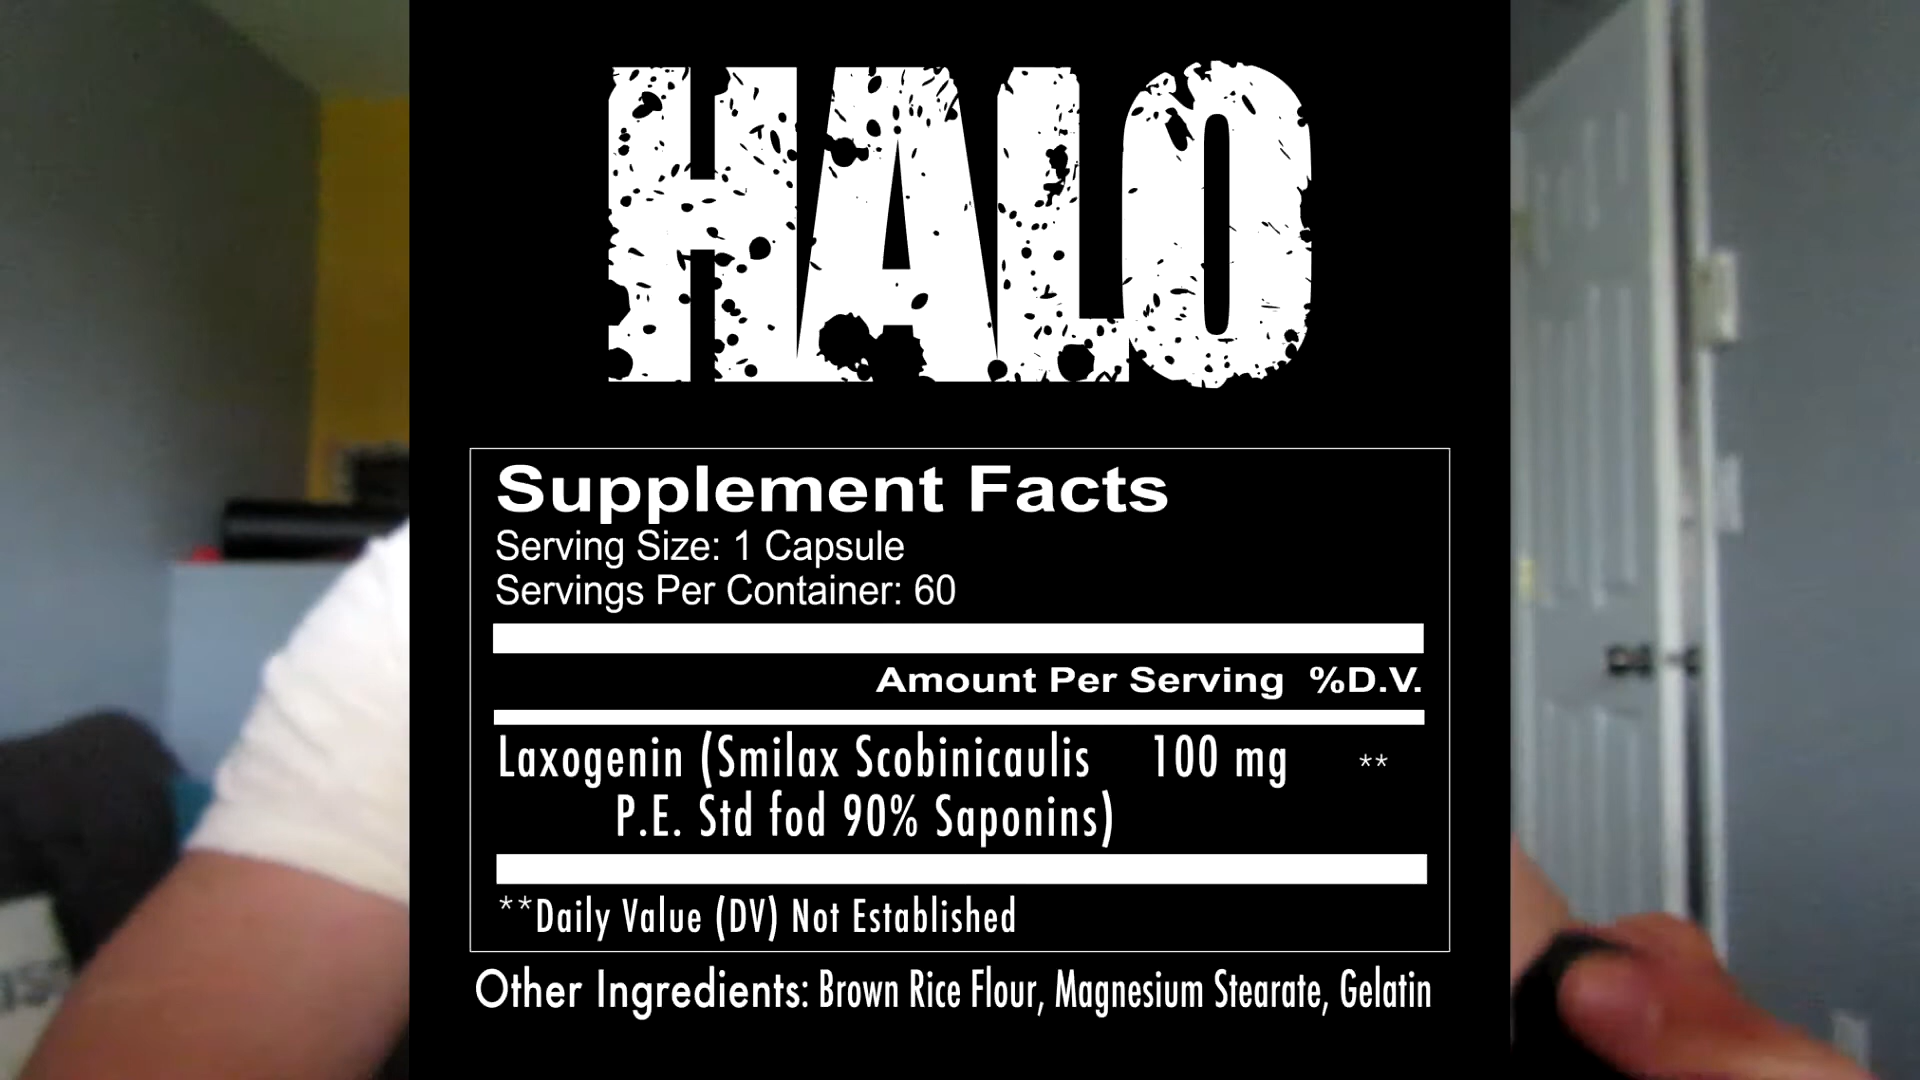 HALO
Supplement Facts
Serving Size: 1 Capsule
Servings Per Container: 60
Amount Per Serving %D.V.
Laxogenin (Smilax Scobinicaulis 100 mg **
P.E. Std fod 90% Saponins)
**Daily Value (DV) Not Established
Other Ingredients: Brown Rice Flour, Magnesium Stearate, Gelatin